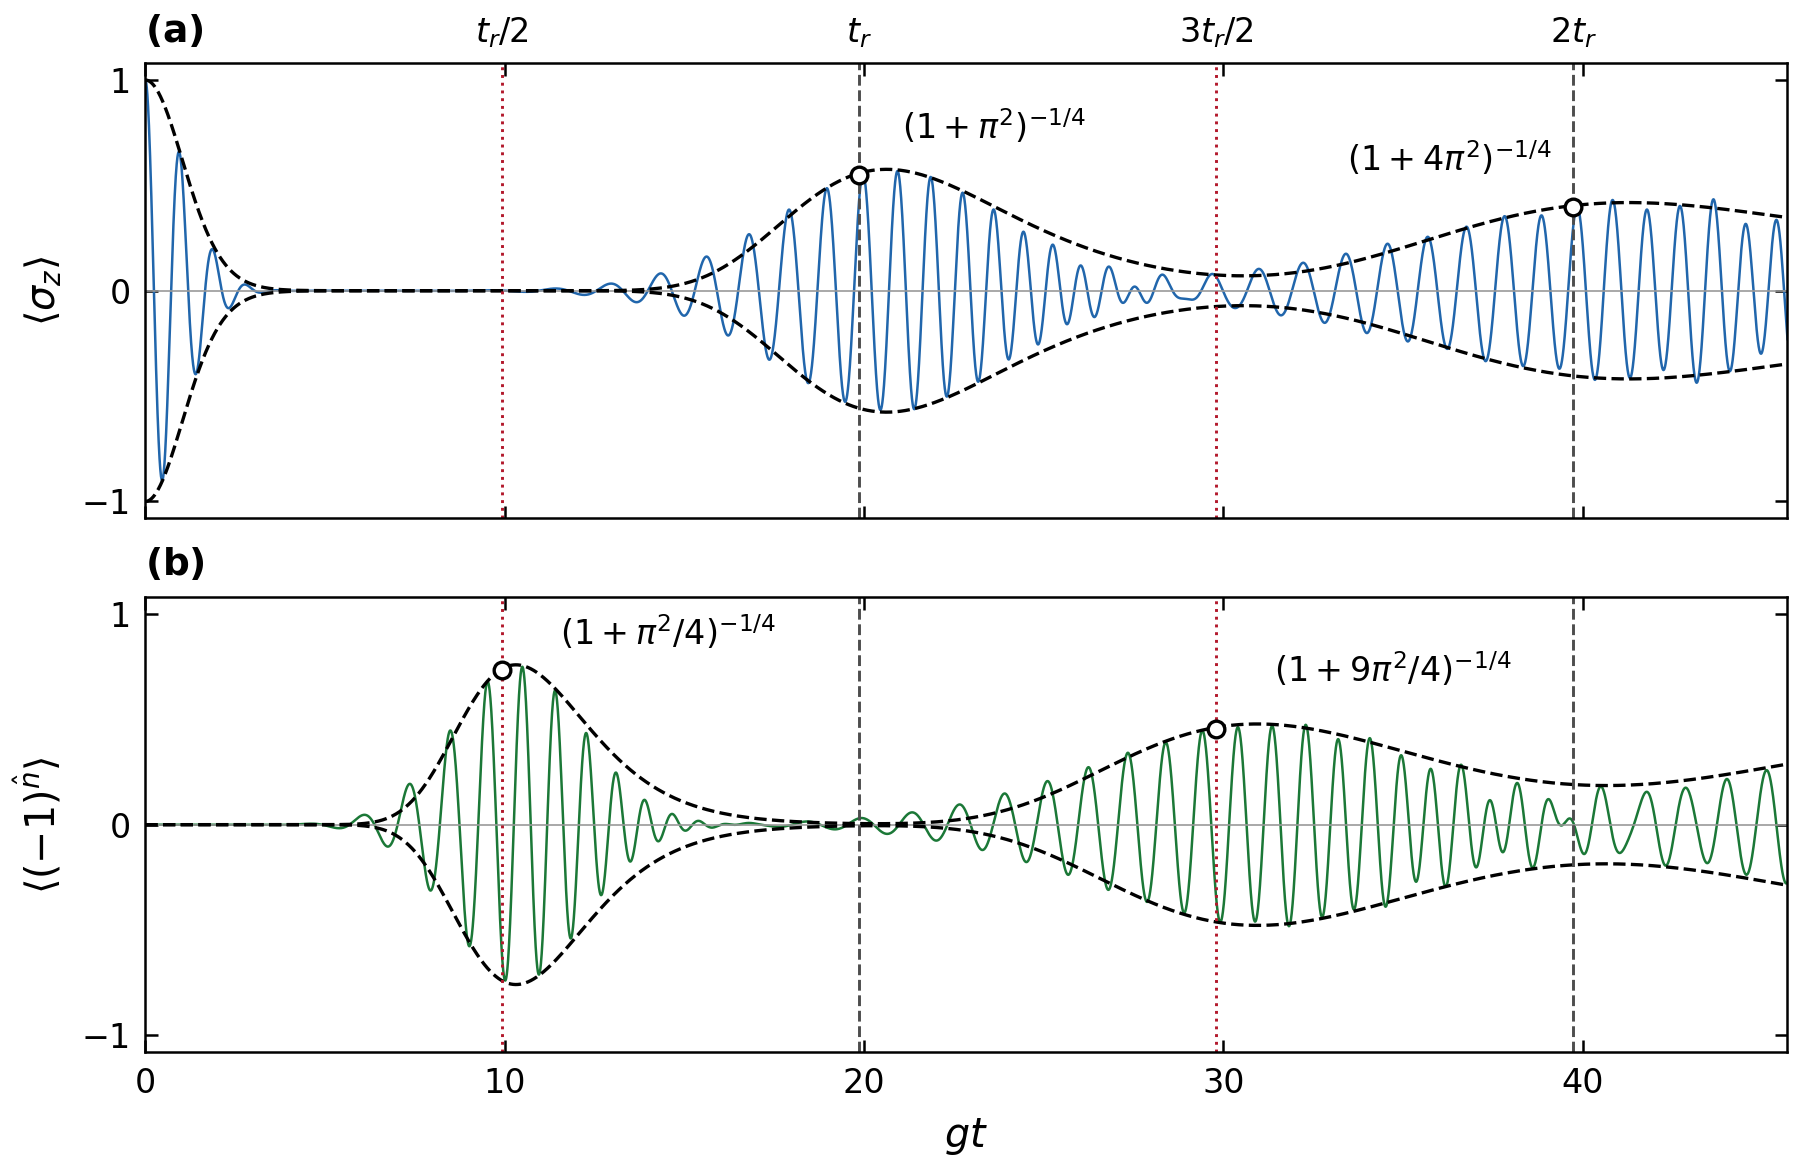 (a)
t_r/2
t_r
3t_r/2
2t_r
1
0
−1
⟨σ_z⟩
(1 + π²)^{−1/4}
(1 + 4π²)^{−1/4}
(b)
1
0
−1
⟨(−1)^{n̂}⟩
(1 + π²/4)^{−1/4}
(1 + 9π²/4)^{−1/4}
0 10 20 30 40
gt